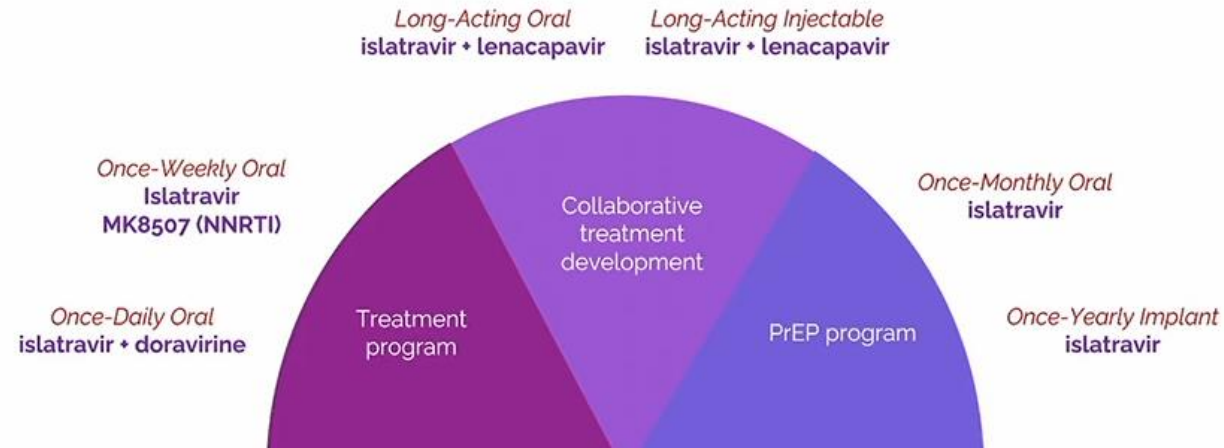 Long-Acting Oral
islatravir + lenacapavir
Long-Acting Injectable
islatravir + lenacapavir
Once-Weekly Oral
Islatravir
MK8507 (NNRTI)
Once-Daily Oral
islatravir + doravirine
Treatment
program
Collaborative
treatment
development
PrEP program
Once-Monthly Oral
islatravir
Once-Yearly Implant
islatravir